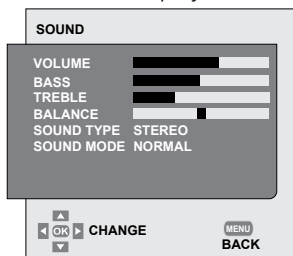 SOUND
VOLUME
BASS
TREBLE
BALANCE
SOUND TYPE STEREO
SOUND MODE NORMAL
OK CHANGE
MENU
BACK